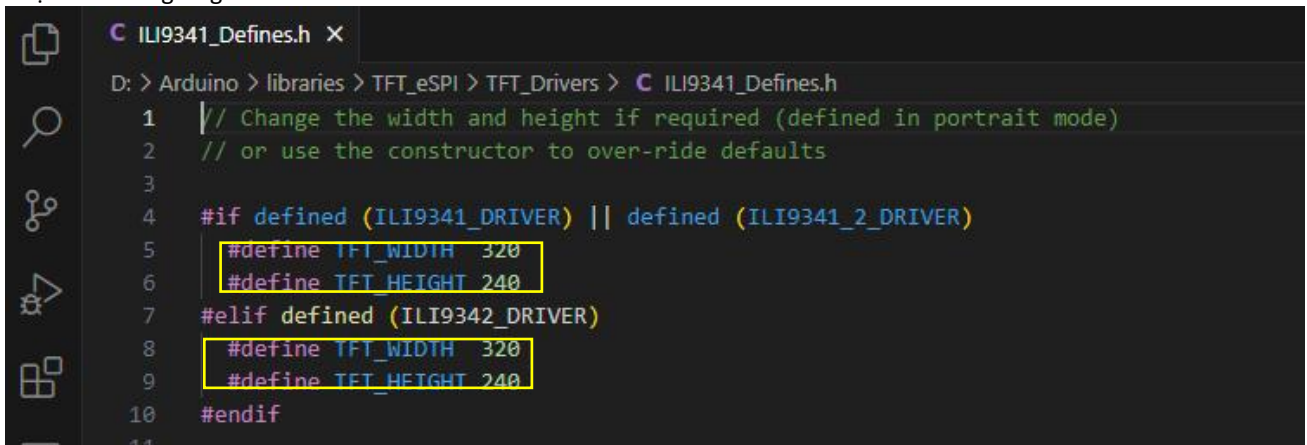 C ILI9341_Defines.h ×
D: > Arduino > libraries > TFT_eSPI > TFT_Drivers > C ILI9341_Defines.h
1 // Change the width and height if required (defined in portrait mode)
2 // or use the constructor to over-ride defaults
3
4 #if defined (ILI9341_DRIVER) || defined (ILI9341_2_DRIVER)
5 #define TFT_WIDTH 320
6 #define TFT_HEIGHT 240
7 #elif defined (ILI9342_DRIVER)
8 #define TFT_WIDTH 320
9 #define TFT_HEIGHT 240
10 #endif